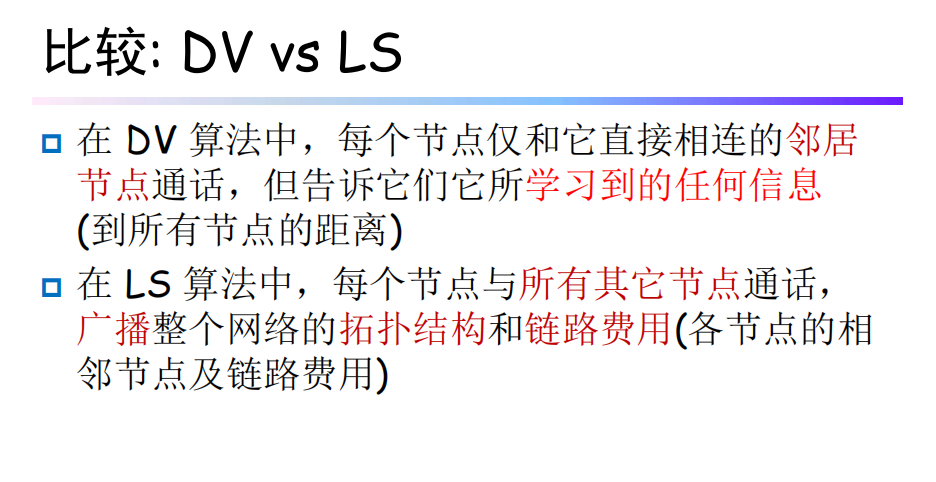 比较: DV vs LS
在 DV 算法中，每个节点仅和它直接相连的邻居
节点通话，但告诉它们它所学习到的任何信息
(到所有节点的距离)
在 LS 算法中，每个节点与所有其它节点通话，
广播整个网络的拓扑结构和链路费用(各节点的相
邻节点及链路费用)